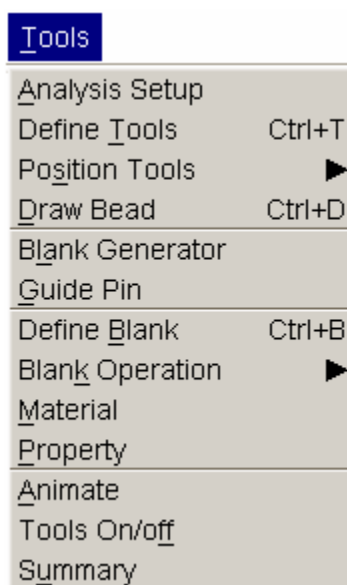 Tools
Analysis Setup
Define Tools Ctrl+T
Position Tools
Draw Bead Ctrl+D
Blank Generator
Guide Pin
Define Blank Ctrl+B
Blank Operation
Material
Property
Animate
Tools On/off
Summary